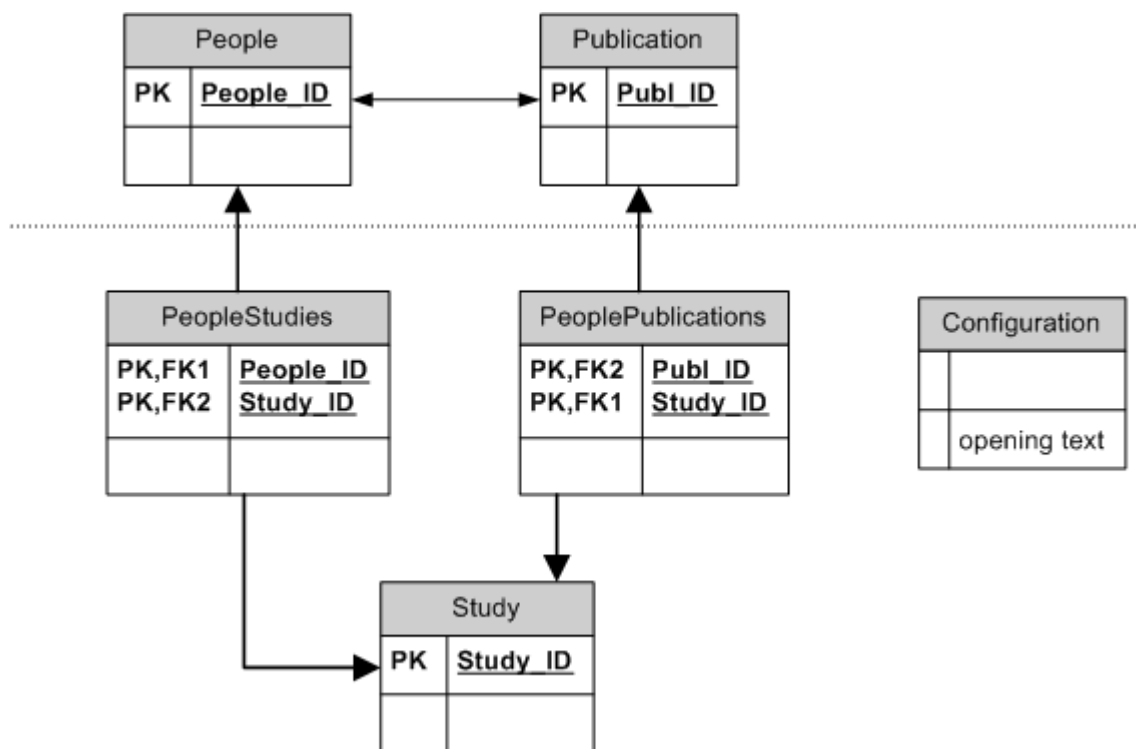 People
PK People_ID
Publication
PK Publ_ID
PeopleStudies
PK,FK1 People_ID
PK,FK2 Study_ID
PeoplePublications
PK,FK2 Publ_ID
PK,FK1 Study_ID
Configuration
opening text
Study
PK Study_ID